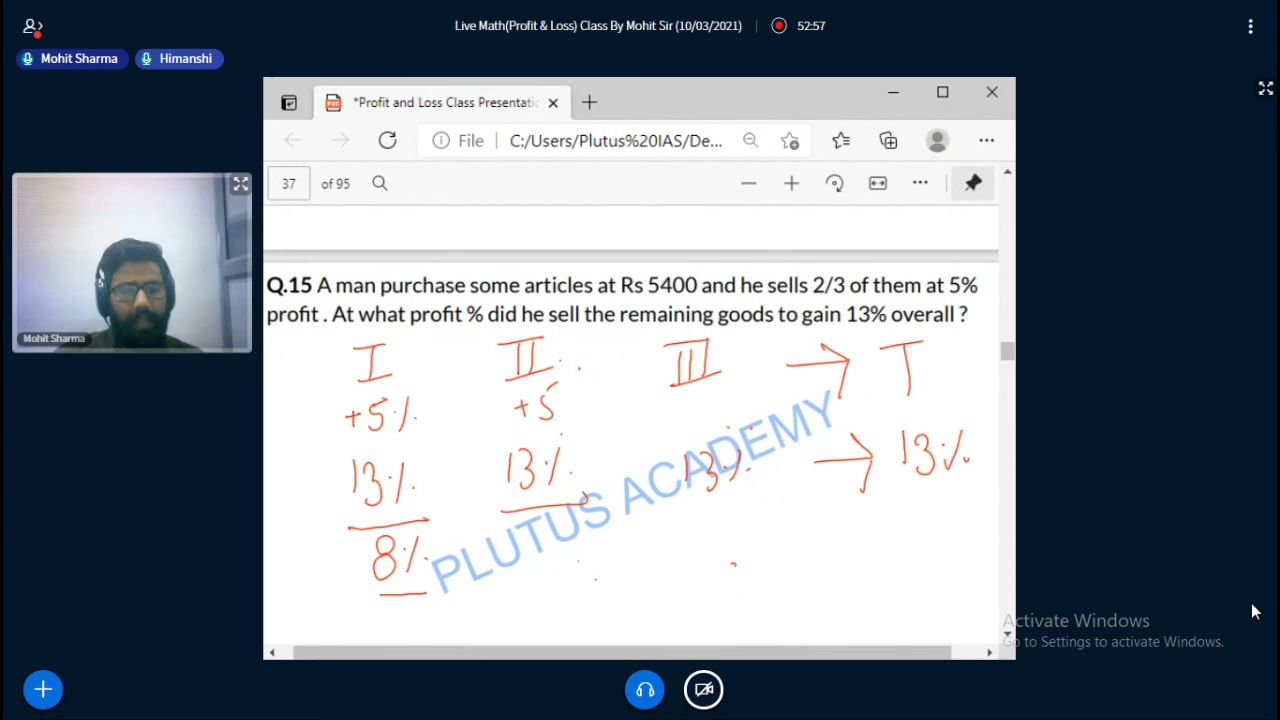 Live Math(Profit & Loss) Class By Mohit Sir (10/03/2021)
52:57
Mohit Sharma
Himanshi
*Profit and Loss Class Presentatic
File
C:/Users/Plutus%20IAS/De...
37
of 95
Mohit Sharma
Q.15 A man purchase some articles at Rs 5400 and he sells 2/3 of them at 5%
profit . At what profit % did he sell the remaining goods to gain 13% overall ?
I II III → T
+5% +5
13% 13% 13% → 13%
8%
PLUTUS ACADEMY
Activate Windows
Go to Settings to activate Windows.